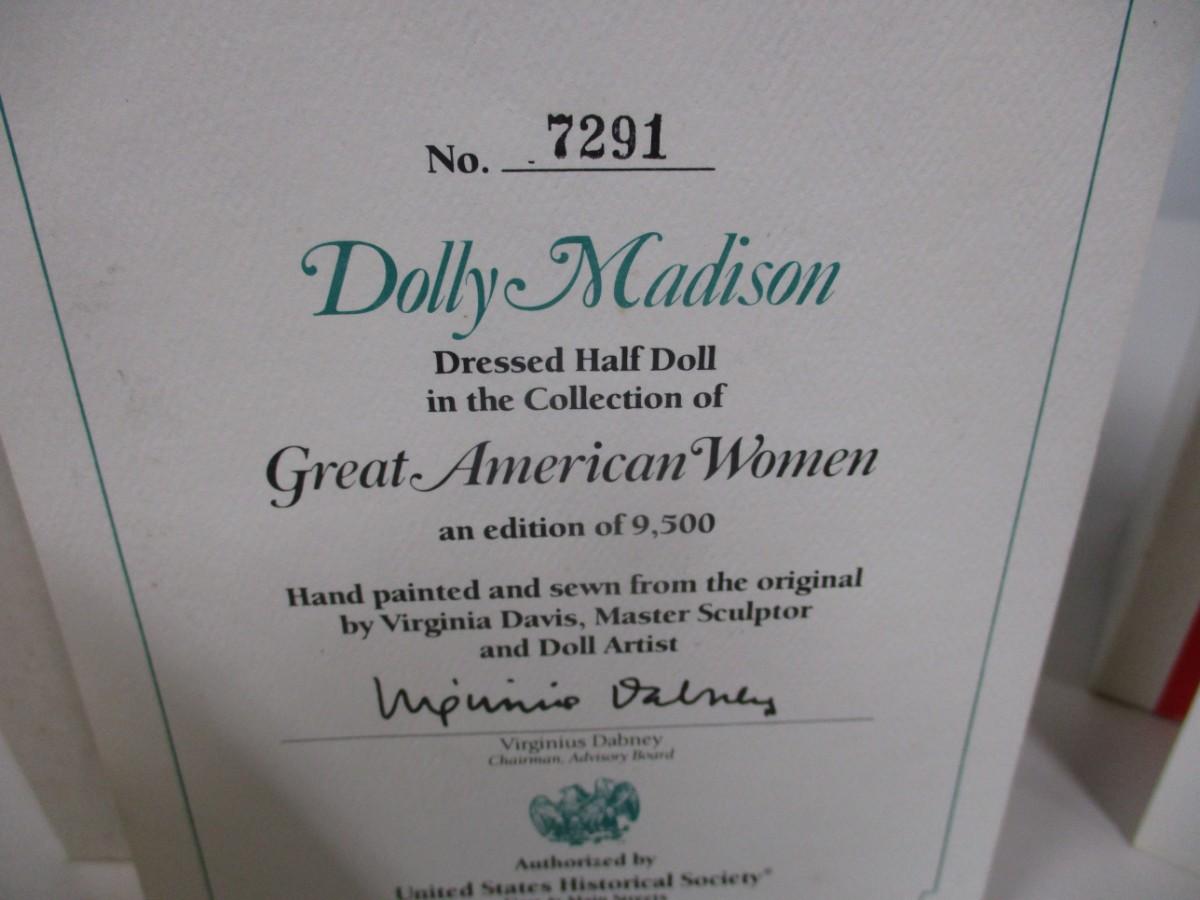 No. 7291
Dolly Madison
Dressed Half Doll
in the Collection of
Great American Women
an edition of 9,500
Hand painted and sewn from the original
by Virginia Davis, Master Sculptor
and Doll Artist
Virginius Dabney
Virginius Dabney
Chairman, Advisory Board
Authorized by
United States Historical Society®